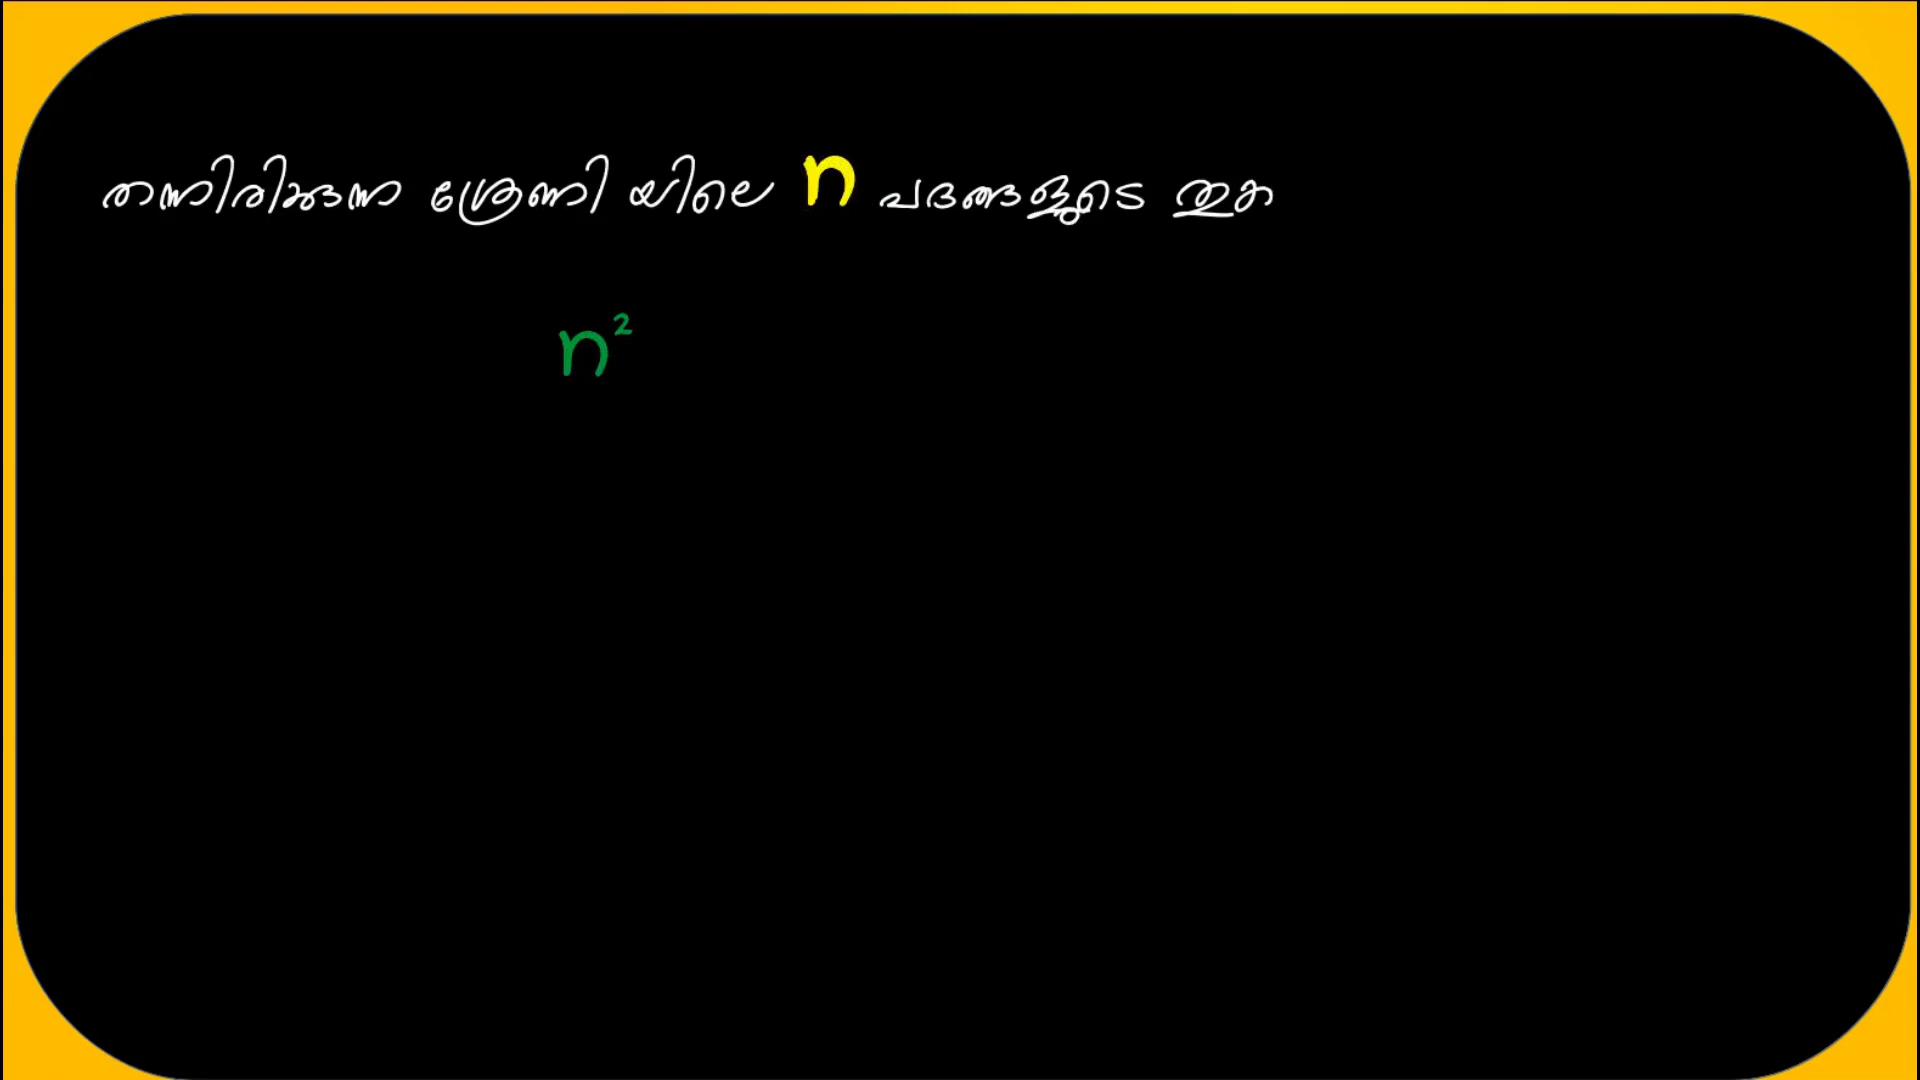 തന്നിരിക്കുന്ന ശ്രേണി യിലെ n പദങ്ങളുടെ തുക
n²